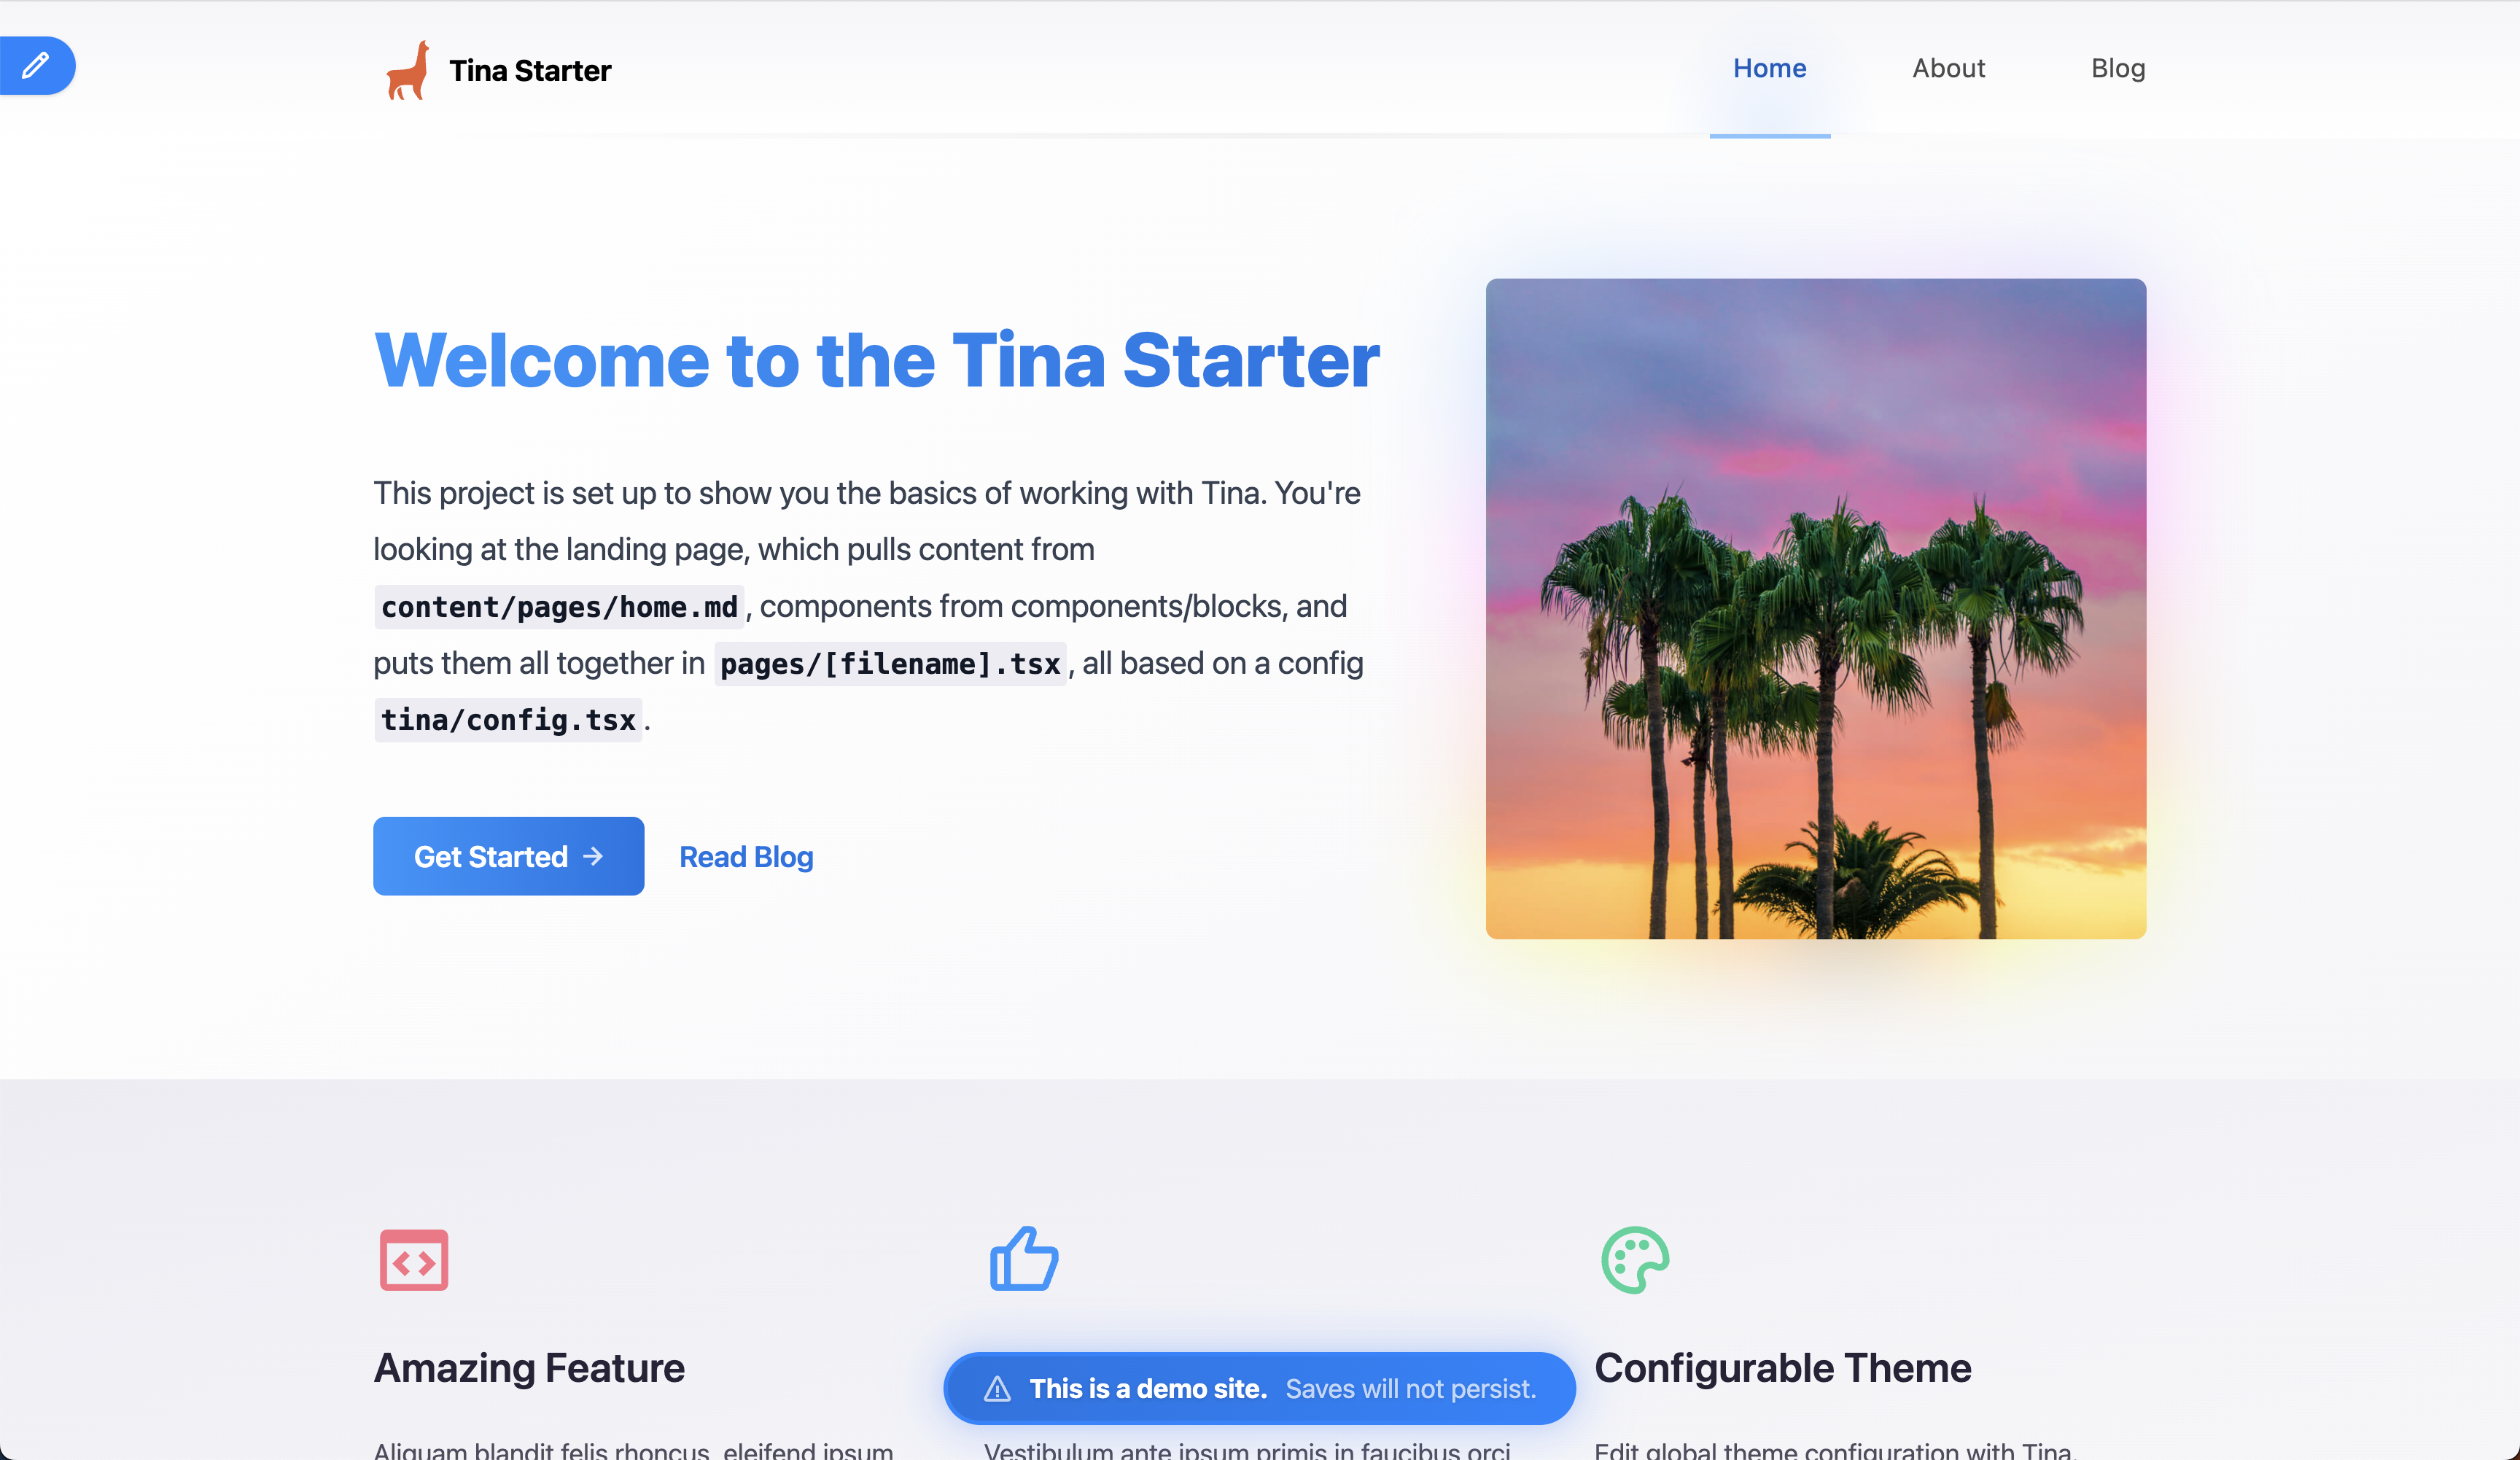 Tina Starter
Home
About
Blog
Welcome to the Tina Starter
This project is set up to show you the basics of working with Tina. You're
looking at the landing page, which pulls content from
content/pages/home.md, components from components/blocks, and
puts them all together in pages/[filename].tsx, all based on a config
tina/config.tsx.
Get Started →
Read Blog
Amazing Feature
This is a demo site. Saves will not persist.
Configurable Theme
Aliquam blandit felis rhoncus, eleifend ipsum
Vestibulum ante ipsum primis in faucibus orci
Edit global theme configuration with Tina.